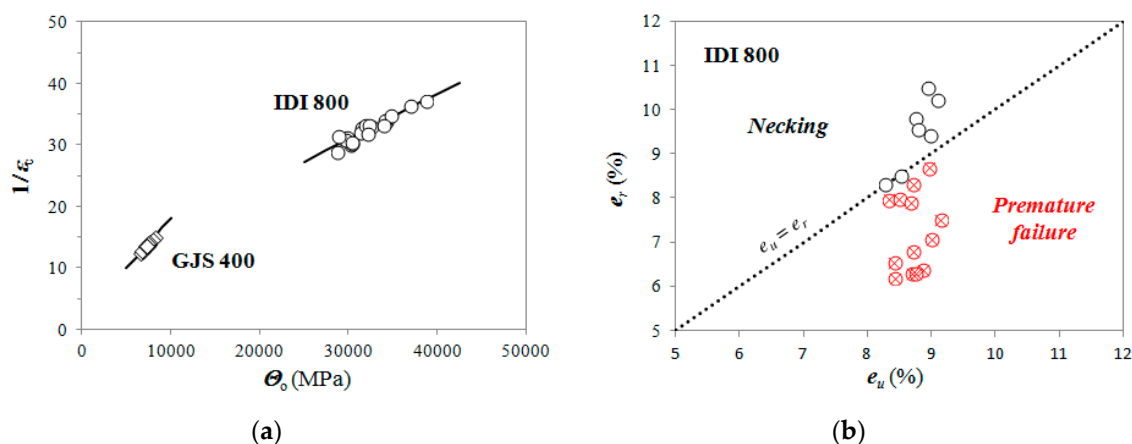 50
40
30
20
10
0
1/ε₀
IDI 800
GJS 400
0
10000
20000
30000
40000
50000
Θₒ (MPa)
(a)
12
11
10
9
8
7
6
5
eᵣ (%)
IDI 800
Necking
eᵤ = eᵣ
Premature
failure
5
6
7
8
9
10
11
12
eᵤ (%)
(b)